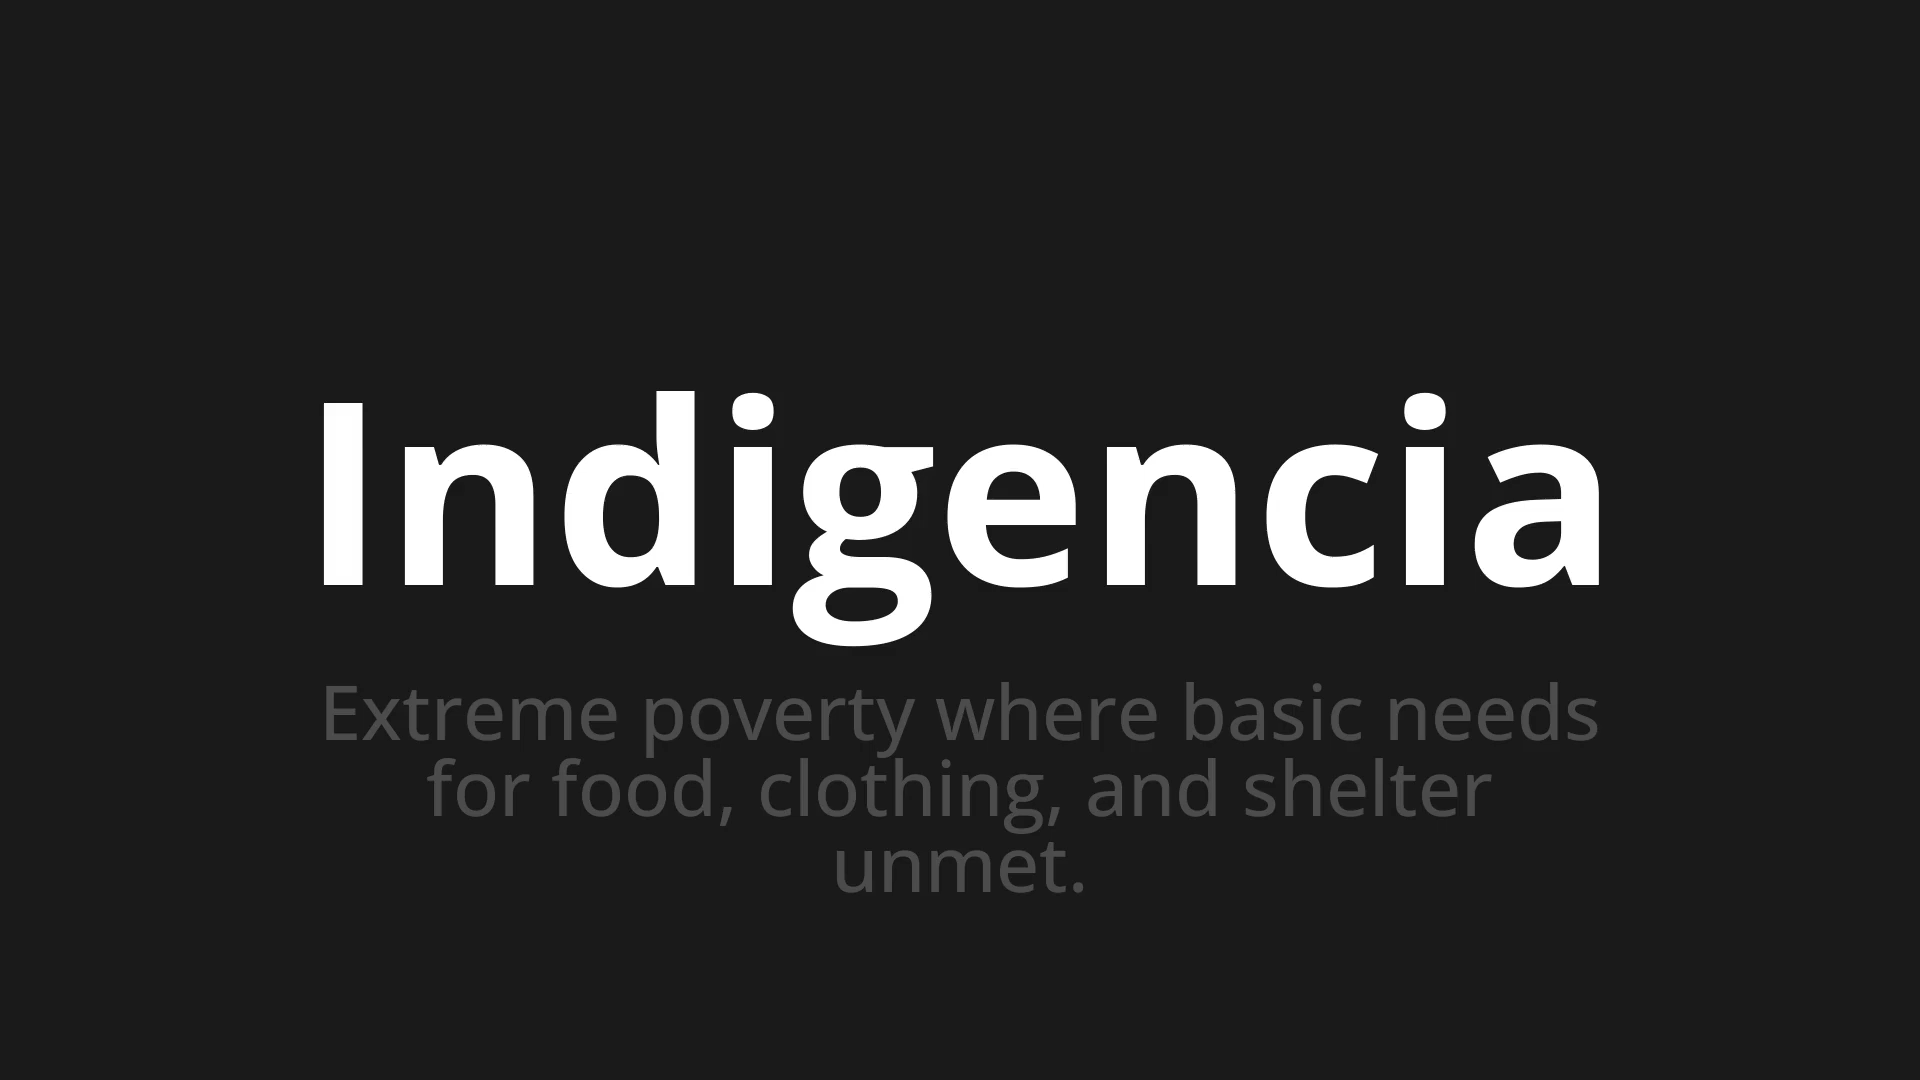 Indigencia
Extreme poverty where basic needs
for food, clothing, and shelter
unmet.